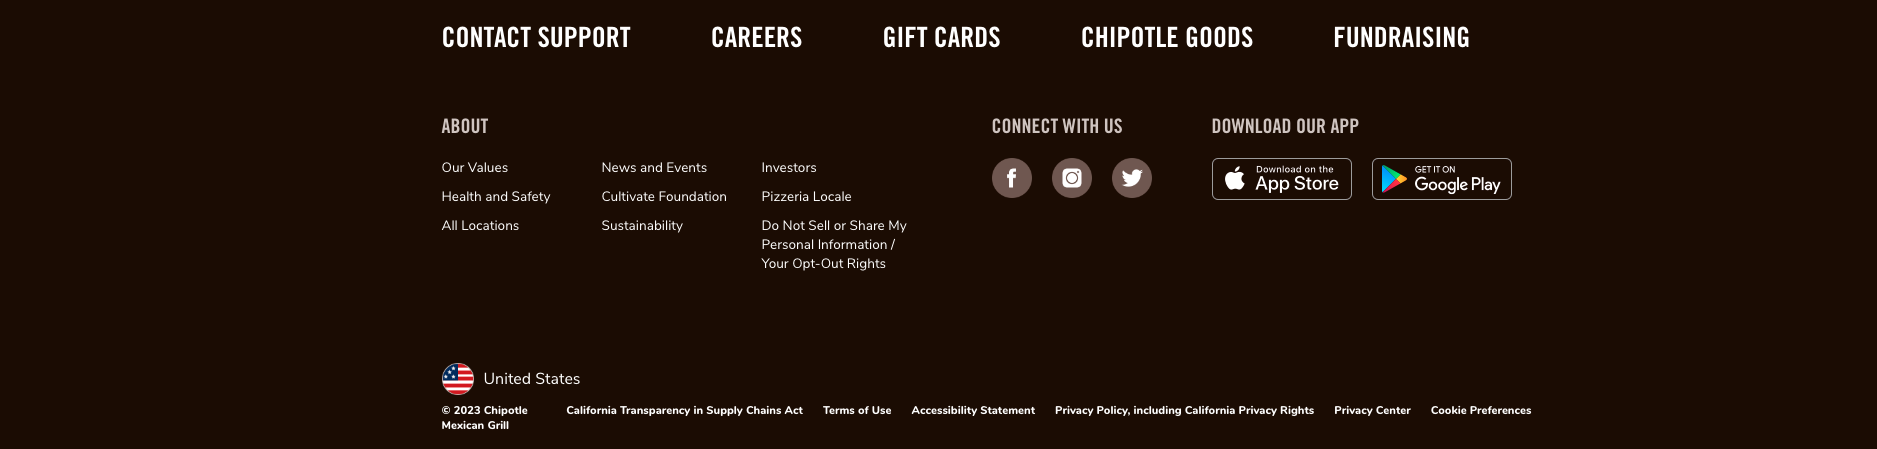 CONTACT SUPPORT CAREERS GIFT CARDS CHIPOTLE GOODS FUNDRAISING
ABOUT
Our Values
Health and Safety
All Locations
News and Events
Cultivate Foundation
Sustainability
Investors
Pizzeria Locale
Do Not Sell or Share My
Personal Information /
Your Opt-Out Rights
CONNECT WITH US
DOWNLOAD OUR APP
Download on the
App Store
GET IT ON
Google Play
United States
© 2023 Chipotle
Mexican Grill
California Transparency in Supply Chains Act Terms of Use Accessibility Statement Privacy Policy, including California Privacy Rights Privacy Center Cookie Preferences